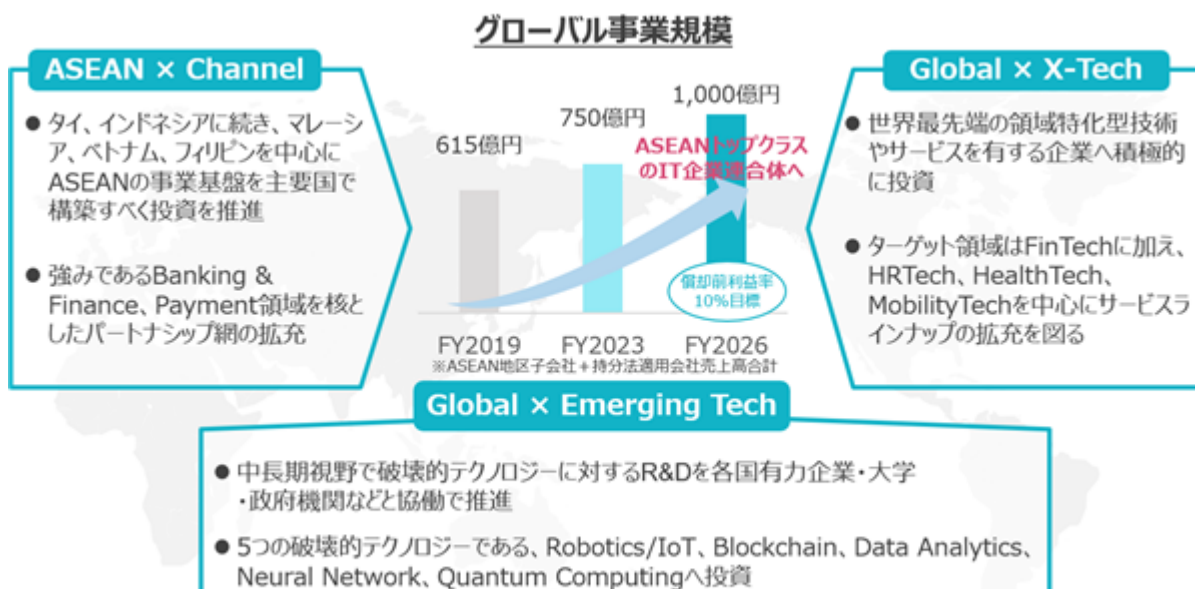 グローバル事業規模
ASEAN × Channel
● タイ、インドネシアに続き、マレーシ
ア、ベトナム、フィリピンを中心に
ASEANの事業基盤を主要国で
構築すべく投資を推進
● 強みであるBanking &
Finance、Payment領域を核と
したパートナシップ網の拡充
615億円
750億円
1,000億円
ASEANトップクラス
のIT企業連合体へ
償却前利益率
10%目標
FY2019
FY2023
FY2026
※ASEAN地区子会社+持分法適用会社売上高合計
Global × X-Tech
● 世界最先端の領域特化型技術
やサービスを有する企業へ積極的
に投資
● ターゲット領域はFinTechに加え、
HRTech、HealthTech、
MobilityTechを中心にサービスラ
インナップの拡充を図る
Global × Emerging Tech
● 中長期視野で破壊的テクノロジーに対するR&Dを各国有力企業・大学
・政府機関などと協働で推進
● 5つの破壊的テクノロジーである、Robotics/IoT、Blockchain、Data Analytics、
Neural Network、Quantum Computingへ投資